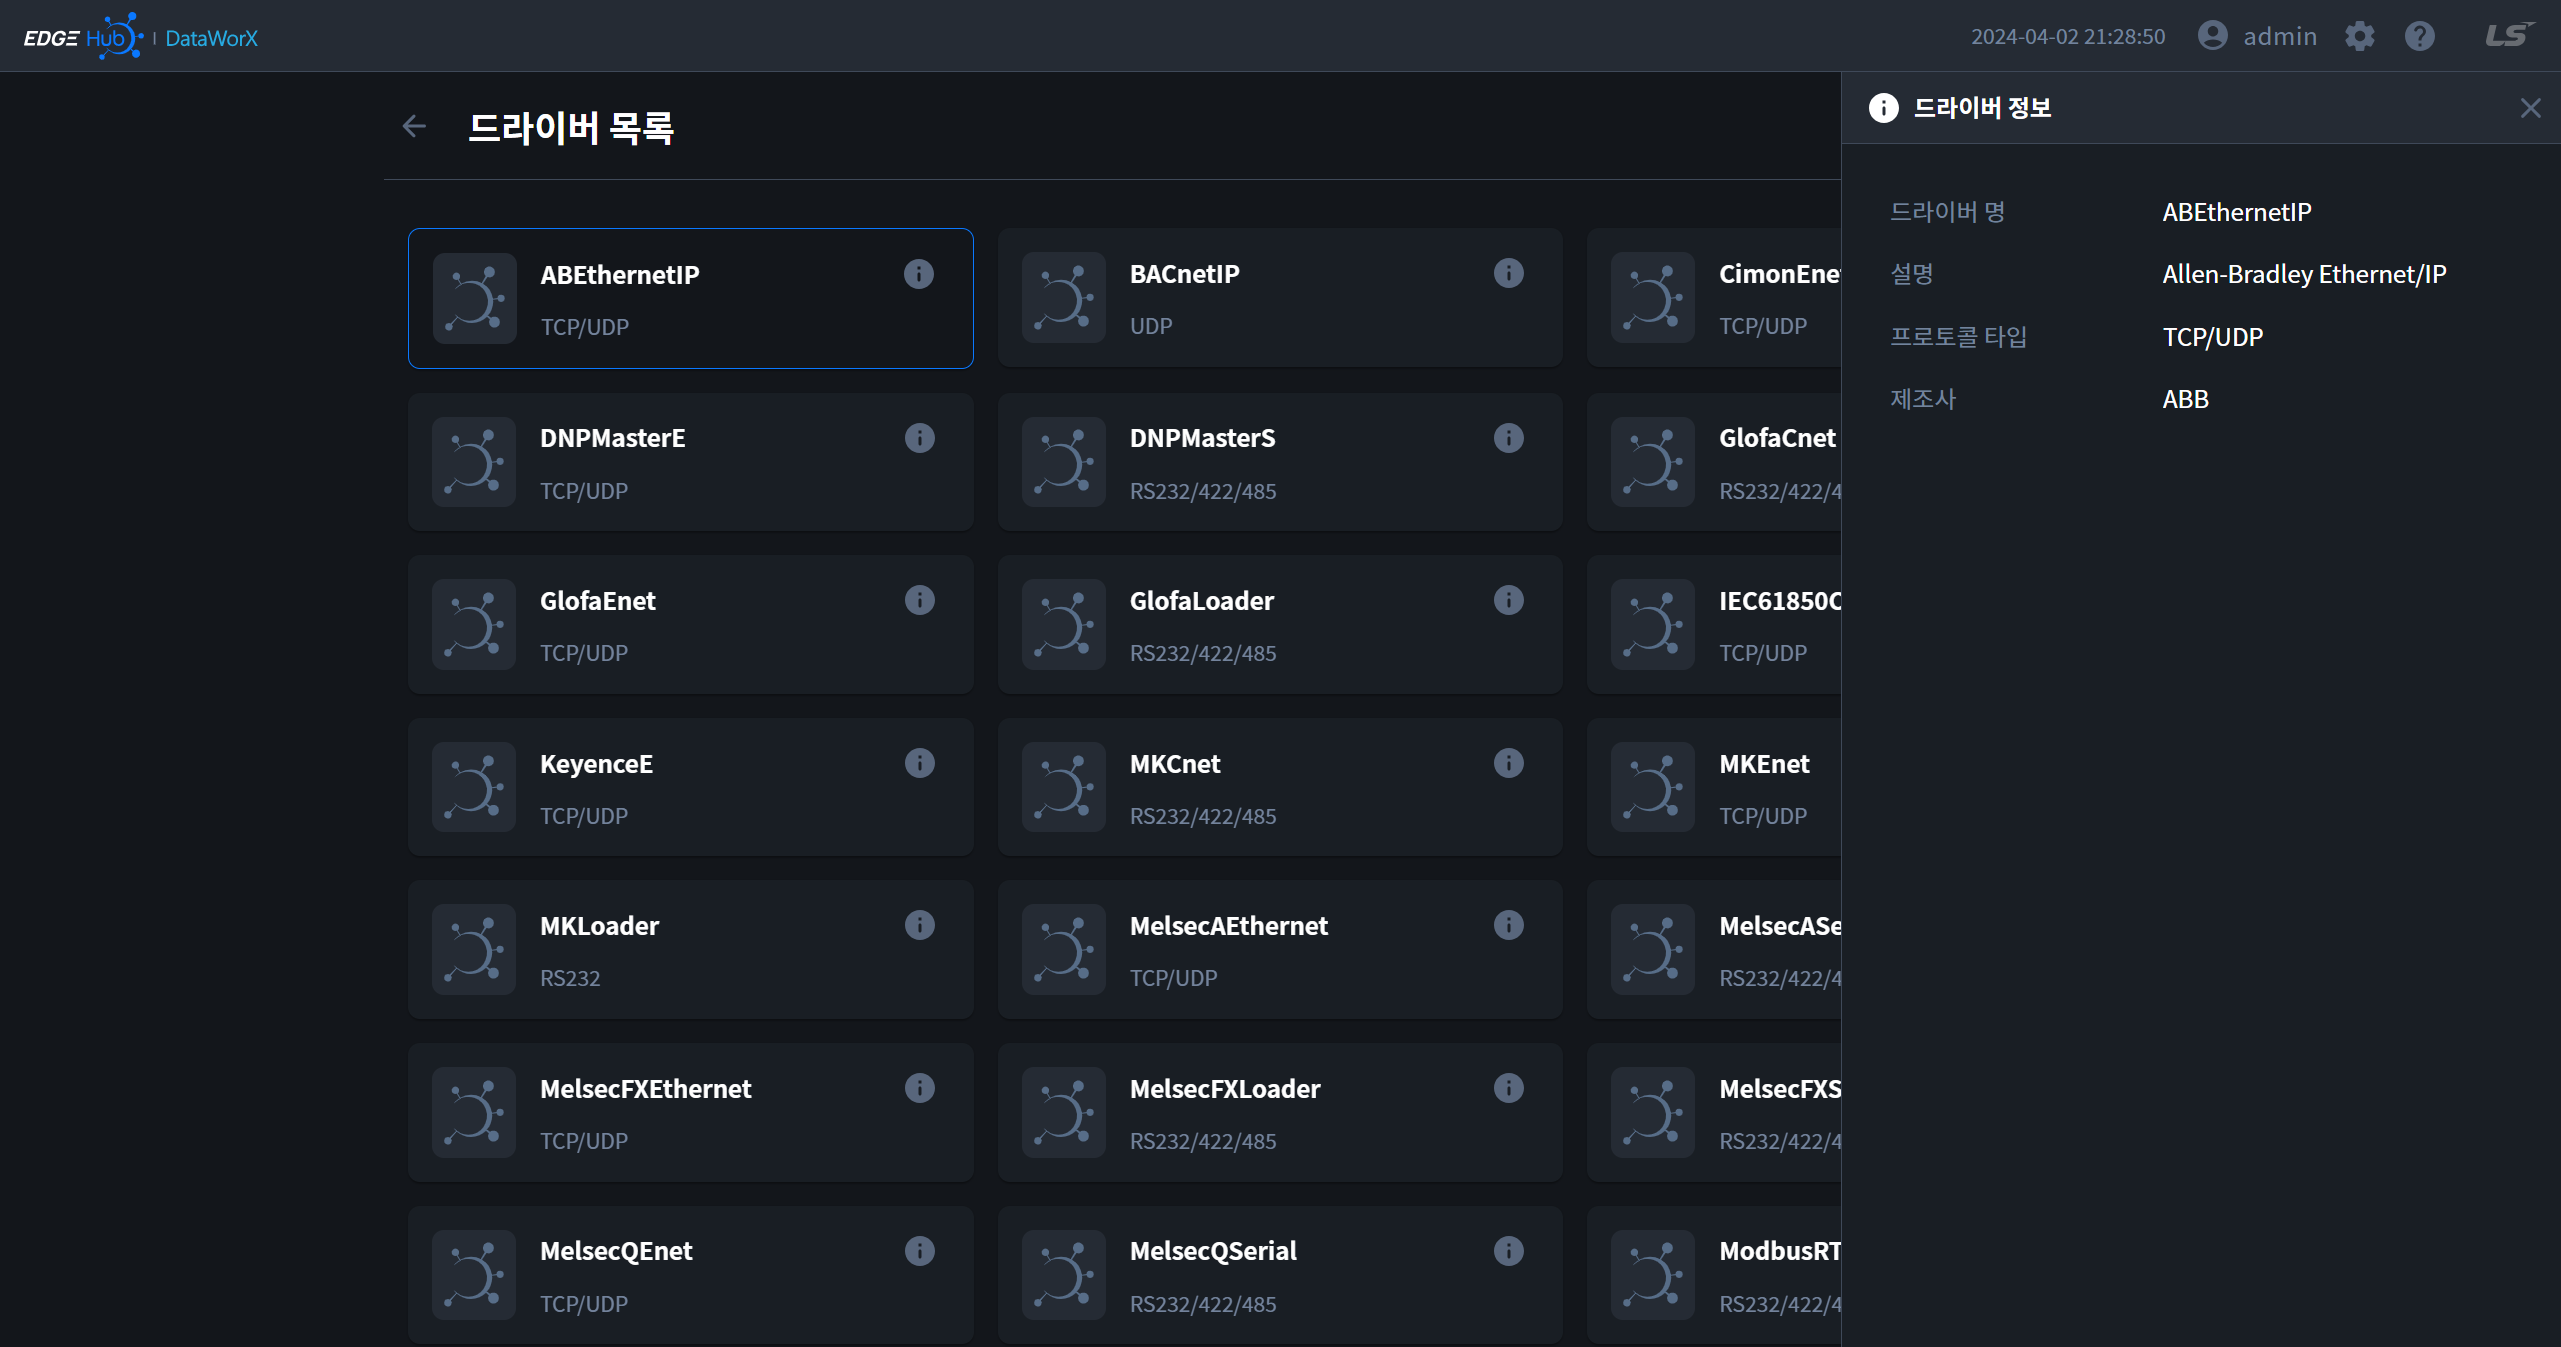 EDGE Hub | DataWorX
2024-04-02 21:28:50 admin LS
드라이버 목록
ABEthernetIP
TCP/UDP
BACnetIP
UDP
CimonEne
TCP/UDP
DNPMasterE
TCP/UDP
DNPMasterS
RS232/422/485
GlofaCnet
RS232/422/4
GlofaEnet
TCP/UDP
GlofaLoader
RS232/422/485
IEC61850C
TCP/UDP
KeyenceE
TCP/UDP
MKCnet
RS232/422/485
MKEnet
TCP/UDP
MKLoader
RS232
MelsecAEthernet
TCP/UDP
MelsecASe
RS232/422/4
MelsecFXEthernet
TCP/UDP
MelsecFXLoader
RS232/422/485
MelsecFXS
RS232/422/4
MelsecQEnet
TCP/UDP
MelsecQSerial
RS232/422/485
ModbusRT
RS232/422/4
드라이버 정보
드라이버 명 ABEthernetIP
설명 Allen-Bradley Ethernet/IP
프로토콜 타입 TCP/UDP
제조사 ABB